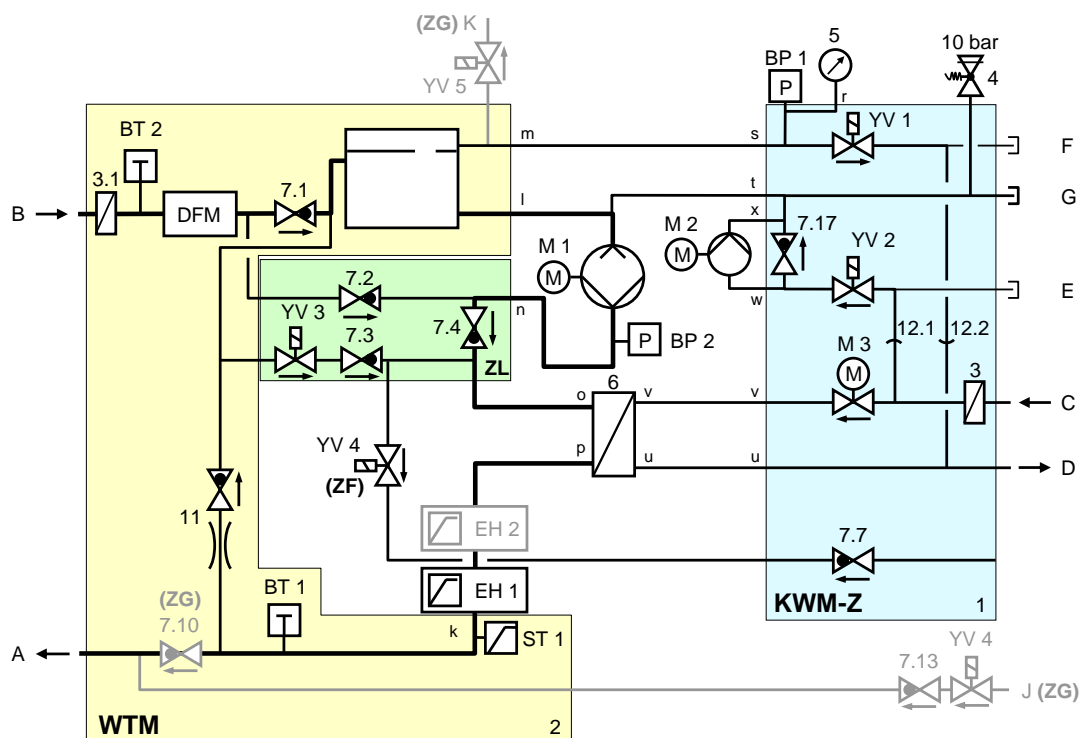 (ZG) K
YV 5
5
BP 1
P
r
10 bar
4
BT 2
T
m
s
YV 1
F
3.1
B
DFM
7.1
l
t
G
x
M 2
M
7.17
YV 2
M 1
M
w
E
7.2
YV 3
7.3
7.4
n
P
BP 2
12.1
12.2
ZL
M 3
M
6
3
o
v
v
C
p
YV 4
(ZF)
u
u
D
11
EH 2
7.7
BT 1
T
EH 1
KWM-Z
1
(ZG)
7.10
k
ST 1
A
7.13
YV 4
J (ZG)
WTM
2